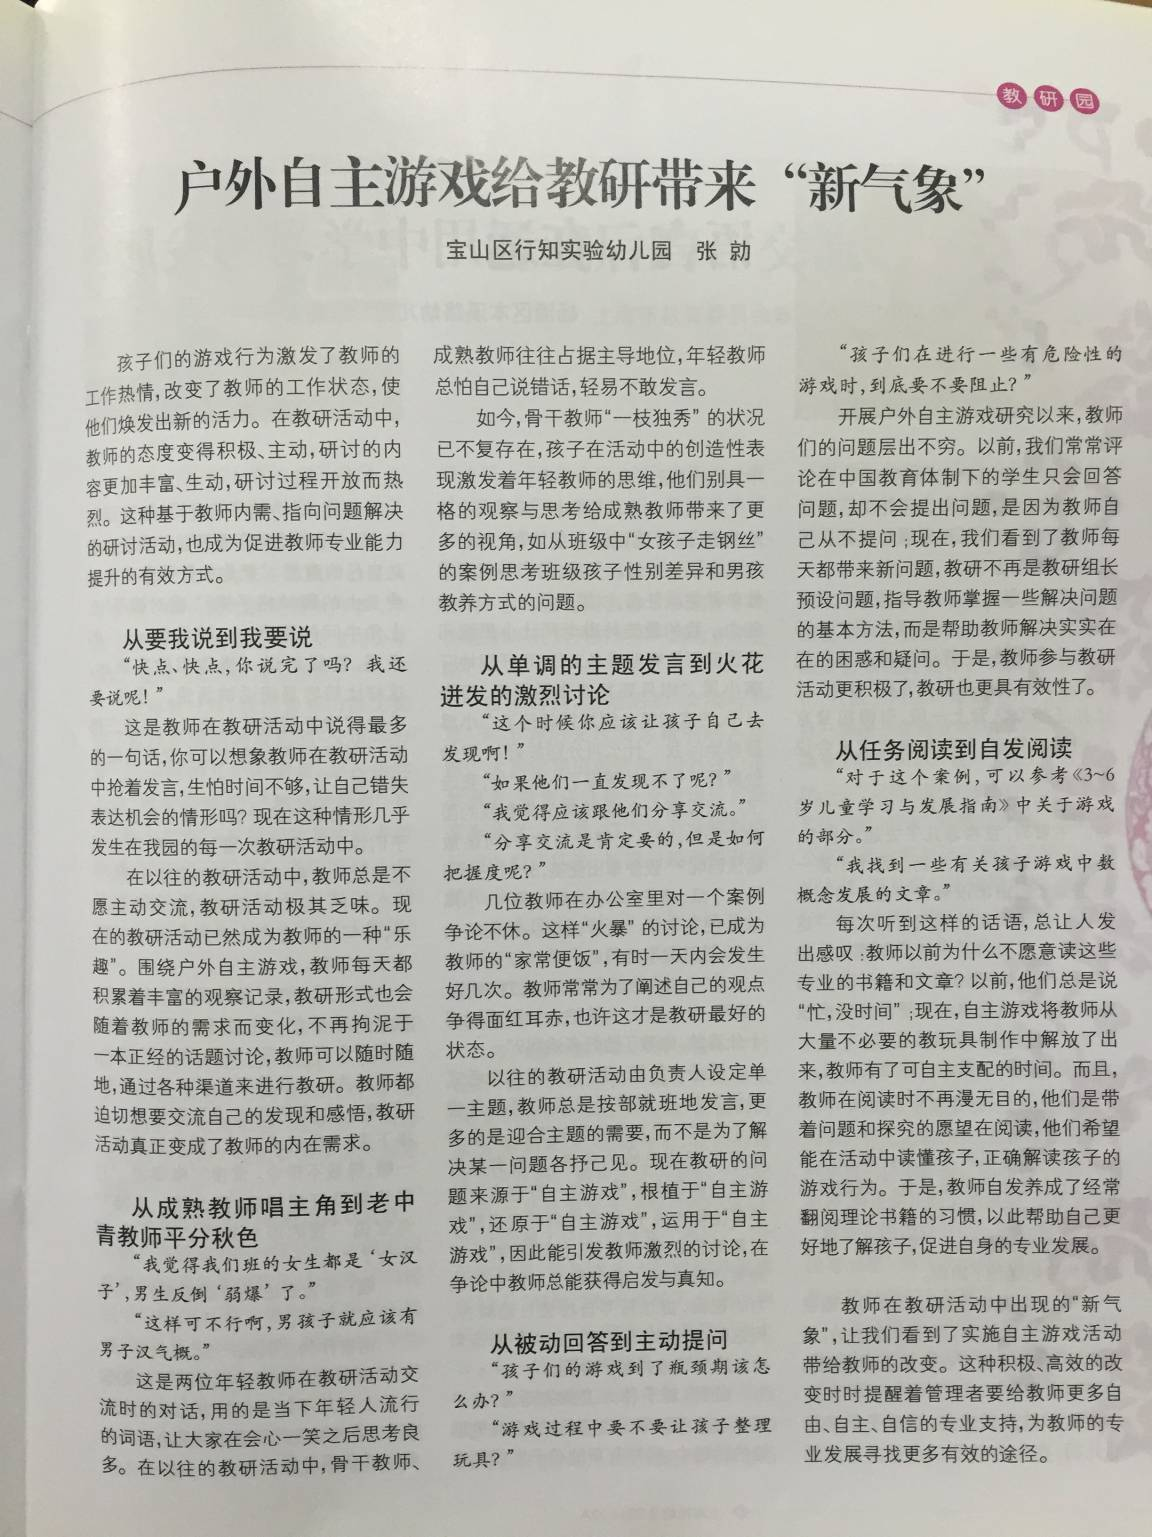 教研园
户外自主游戏给教研带来“新气象”
宝山区行知实验幼儿园 张 勍
孩子们的游戏行为激发了教师的
工作热情,改变了教师的工作状态,使
他们焕发出新的活力。在教研活动中,
教师的态度变得积极、主动,研讨的内
容更加丰富、生动,研讨过程开放而热
烈。这种基于教师内需、指向问题解决
的研讨活动,也成为促进教师专业能力
提升的有效方式。
从要我说到我要说
“快点、快点,你说完了吗?我还
要说呢!”
这是教师在教研活动中说得最多
的一句话,你可以想象教师在教研活动
中抢着发言,生怕时间不够,让自己错失
表达机会的情形吗?现在这种情形几乎
发生在我园的每一次教研活动中。
在以往的教研活动中,教师总是不
愿主动交流,教研活动极其乏味。现
在的教研活动已然成为教师的一种“乐
趣”。围绕户外自主游戏,教师每天都
积累着丰富的观察记录,教研形式也会
随着教师的需求而变化,不再拘泥于
一本正经的话题讨论,教师可以随时随
地,通过各种渠道来进行教研。教师都
迫切想要交流自己的发现和感悟,教研
活动真正变成了教师的内在需求。
从成熟教师唱主角到老中
青教师平分秋色
“我觉得我们班的女生都是‘女汉
子’,男生反倒‘弱爆’了。”
“这样可不行啊,男孩子就应该有
男子汉气概。”
这是两位年轻教师在教研活动交
流时的对话,用的是当下年轻人流行
的词语,让大家在会心一笑之后思考良
多。在以往的教研活动中,骨干教师、
成熟教师往往占据主导地位,年轻教师
总怕自己说错话,轻易不敢发言。
如今,骨干教师“一枝独秀”的状况
已不复存在,孩子在活动中的创造性表
现激发着年轻教师的思维,他们别具一
格的观察与思考给成熟教师带来了更
多的视角,如从班级中“女孩子走钢丝”
的案例思考班级孩子性别差异和男孩
教养方式的问题。
从单调的主题发言到火花
迸发的激烈讨论
“这个时候你应该让孩子自己去
发现啊!”
“如果他们一直发现不了呢?”
“我觉得应该跟他们分享交流。”
“分享交流是肯定要的,但是如何
把握度呢?”
几位教师在办公室里对一个案例
争论不休。这样“火暴”的讨论,已成为
教师的“家常便饭”,有时一天内会发生
好几次。教师常常为了阐述自己的观点
争得面红耳赤,也许这才是教研最好的
状态。
以往的教研活动由负责人设定单
一主题,教师总是按部就班地发言,更
多的是迎合主题的需要,而不是为了解
决某一问题各抒己见。现在教研的问
题来源于“自主游戏”,根植于“自主游
戏”,还原于“自主游戏”,运用于“自主
游戏”,因此能引发教师激烈的讨论,在
争论中教师总能获得启发与真知。
从被动回答到主动提问
“孩子们的游戏到了瓶颈期该怎
么办?”
“游戏过程中要不要让孩子整理
玩具?”
“孩子们在进行一些有危险性的
游戏时,到底要不要阻止?”
开展户外自主游戏研究以来,教师
们的问题层出不穷。以前,我们常常评
论在中国教育体制下的学生只会回答
问题,却不会提出问题,是因为教师自
己从不提问;现在,我们看到了教师每
天都带来新问题,教研不再是教研组长
预设问题,指导教师掌握一些解决问题
的基本方法,而是帮助教师解决实实在
在的困惑和疑问。于是,教师参与教研
活动更积极了,教研也更具有效性了。
从任务阅读到自发阅读
“对于这个案例,可以参考《3~6
岁儿童学习与发展指南》中关于游戏
的部分。”
“我找到一些有关孩子游戏中数
概念发展的文章。”
每次听到这样的话语,总让人发
出感叹:教师以前为什么不愿意读这些
专业的书籍和文章?以前,他们总是说
“忙,没时间”;现在,自主游戏将教师从
大量不必要的教玩具制作中解放了出
来,教师有了可自主支配的时间。而且,
教师在阅读时不再漫无目的,他们是带
着问题和探究的愿望在阅读,他们希望
能在活动中读懂孩子,正确解读孩子的
游戏行为。于是,教师自发养成了经常
翻阅理论书籍的习惯,以此帮助自己更
好地了解孩子,促进自身的专业发展。
教师在教研活动中出现的“新气
象”,让我们看到了实施自主游戏活动
带给教师的改变。这种积极、高效的改
变时时提醒着管理者要给教师更多自
由、自主、自信的专业支持,为教师的专
业发展寻找更多有效的途径。